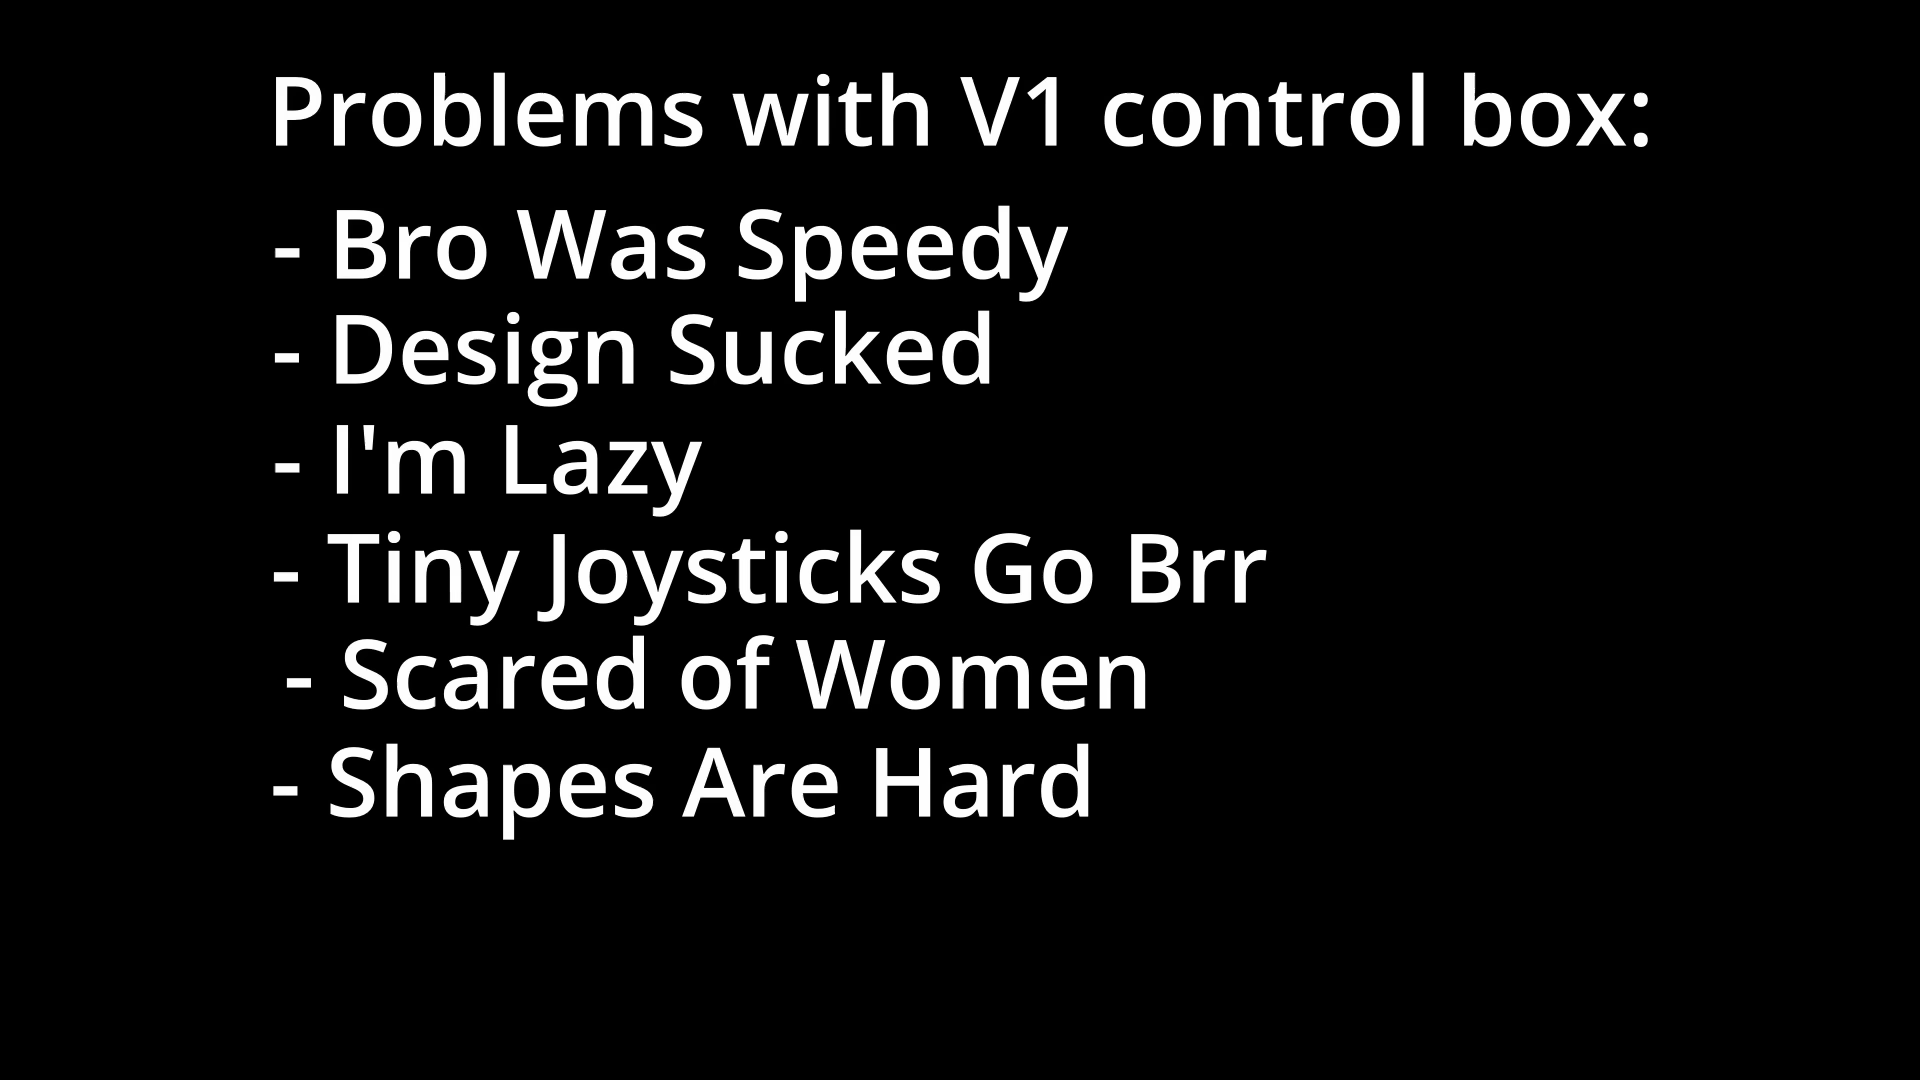 Problems with V1 control box:
- Bro Was Speedy
- Design Sucked
- I'm Lazy
- Tiny Joysticks Go Brr
- Scared of Women
- Shapes Are Hard